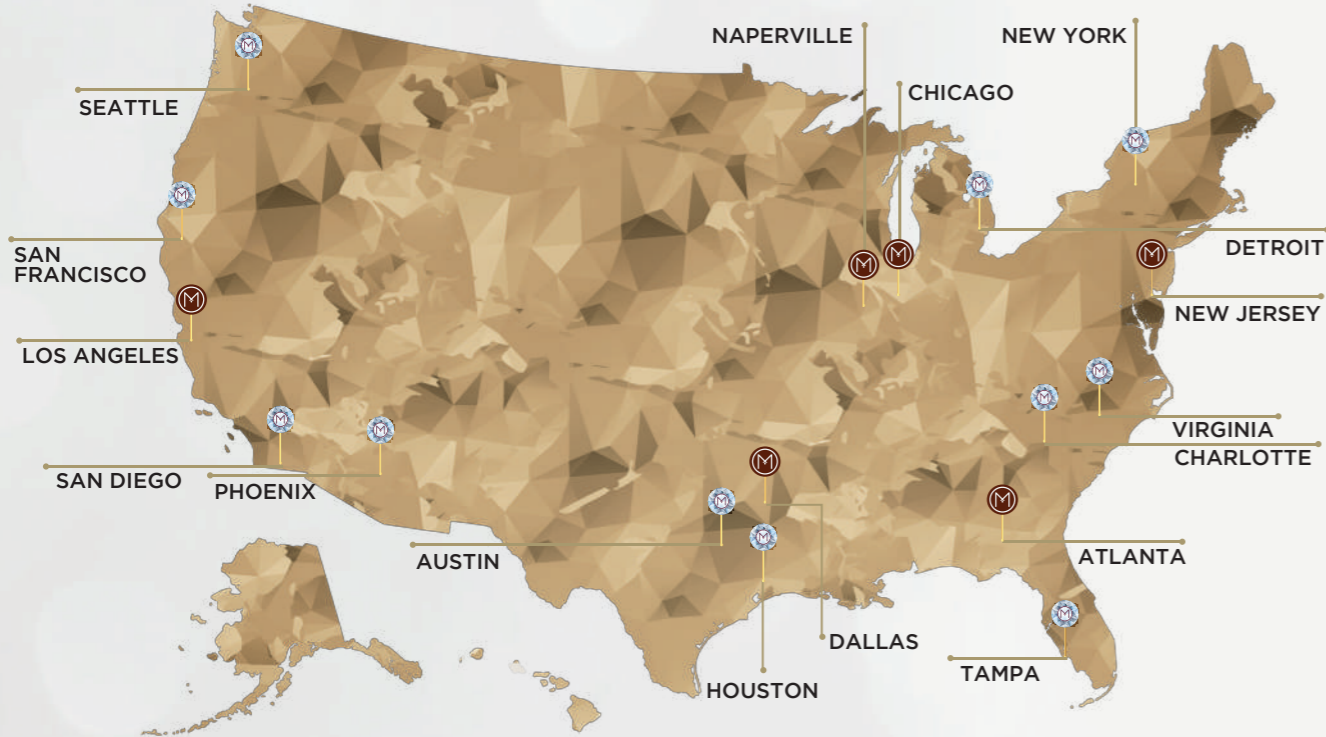 NAPERVILLE
NEW YORK
CHICAGO
SEATTLE
SAN
FRANCISCO
DETROIT
NEW JERSEY
LOS ANGELES
VIRGINIA
CHARLOTTE
SAN DIEGO
PHOENIX
AUSTIN
ATLANTA
DALLAS
TAMPA
HOUSTON